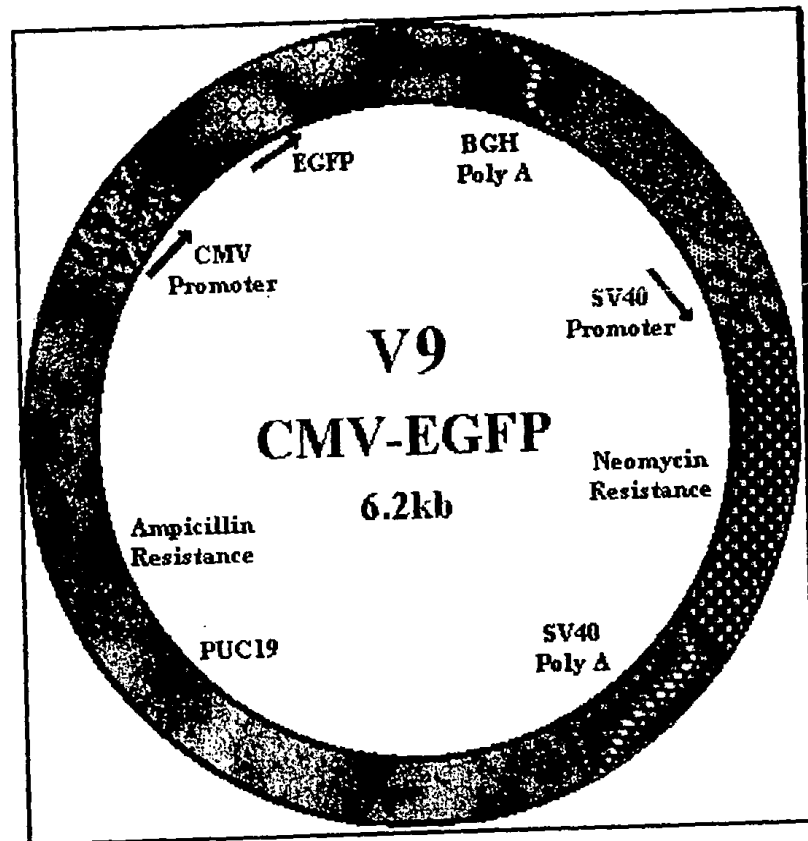 EGFP
BGH
Poly A
CMV
Promoter
SV40
Promoter
V9
CMV-EGFP
6.2kb
Neomycin
Resistance
Ampicillin
Resistance
PUC19
SV40
Poly A